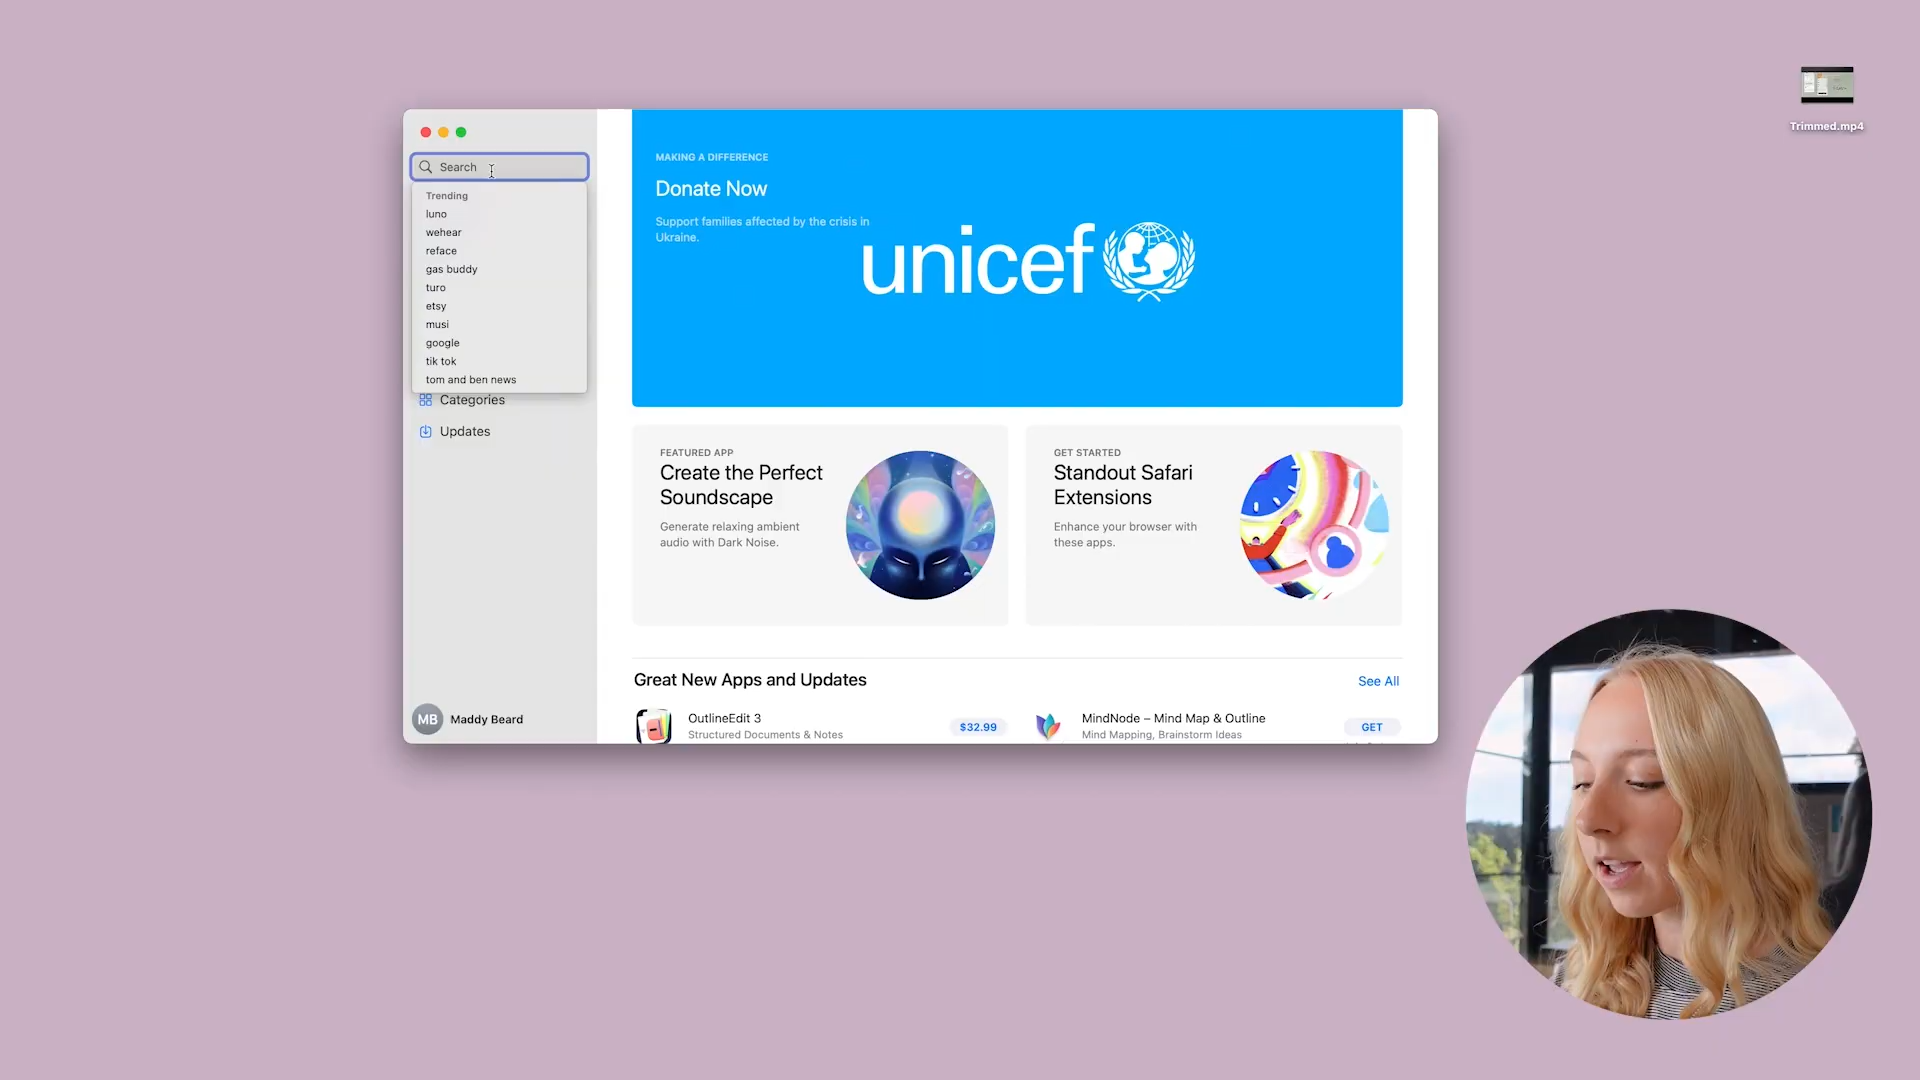 Search
Trending
luno
wehear
reface
gas buddy
turo
etsy
musi
google
tik tok
tom and ben news
Categories
Updates
MB
Maddy Beard
MAKING A DIFFERENCE
Donate Now
Support families affected by the crisis in
Ukraine.
unicef
FEATURED APP
Create the Perfect
Soundscape
Generate relaxing ambient
audio with Dark Noise.
GET STARTED
Standout Safari
Extensions
Enhance your browser with
these apps.
Great New Apps and Updates
See All
OutlineEdit 3
Structured Documents & Notes
$32.99
MindNode – Mind Map & Outline
Mind Mapping, Brainstorm Ideas
GET
Trimmed.mp4